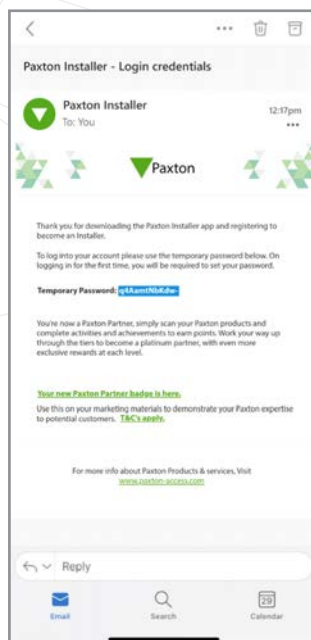 Paxton Installer - Login credentials
Paxton Installer
12:17pm
To: You
Paxton
Thank you for downloading the Paxton Installer app and registering to
become an Installer.
To log into your account please use the temporary password below. On
logging in for the first time, you will be required to set your password.
Temporary Password: q4AamtNbKdw-
You're now a Paxton Partner, simply scan your Paxton products and
complete activities and achievements to earn points. Work your way up
through the tiers to become a platinum partner, with even more
exclusive rewards at each level.
Your new Paxton Partner badge is here.
Use this on your marketing materials to demonstrate your Paxton expertise
to potential customers. T&C's apply.
For more info about Paxton Products & services, Visit
www.paxton-access.com
Reply
Email
Search
29
Calendar